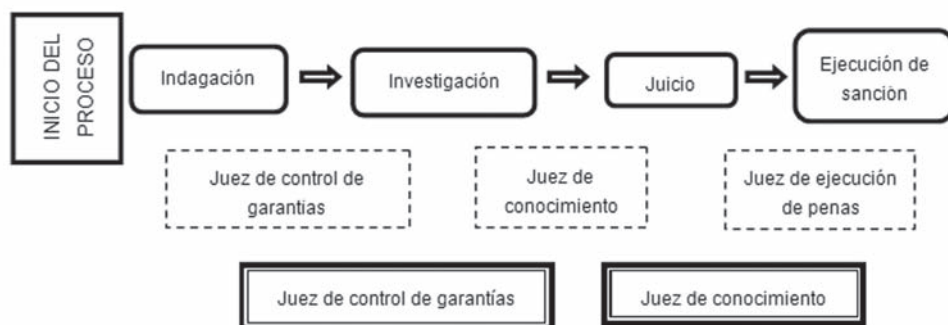 INICIO DEL
PROCESO
Indagación
Investigación
Juicio
Ejecución de
sanciòn
Juez de control de
garantías
Juez de
conocimiento
Juez de ejecución
de penas
Juez de control de garantías
Juez de conocimiento